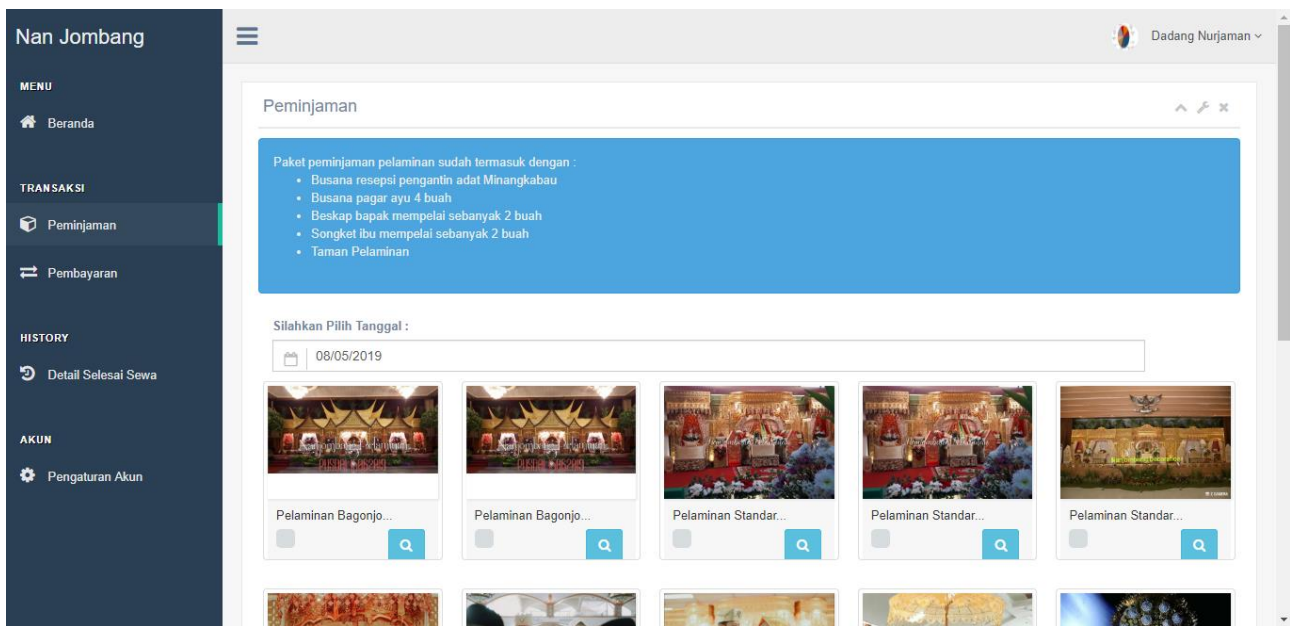 Nan Jombang
Dadang Nurjaman
MENU
Beranda
TRANSAKSI
Peminjaman
Pembayaran
HISTORY
Detail Selesai Sewa
AKUN
Pengaturan Akun
Peminjaman
Paket peminjaman pelaminan sudah termasuk dengan :
• Busana resepsi pengantin adat Minangkabau
• Busana pagar ayu 4 buah
• Beskap bapak mempelai sebanyak 2 buah
• Songket ibu mempelai sebanyak 2 buah
• Taman Pelaminan
Silahkan Pilih Tanggal :
08/05/2019
Pelaminan Bagonjo...
Pelaminan Bagonjo...
Pelaminan Standar...
Pelaminan Standar...
Pelaminan Standar...